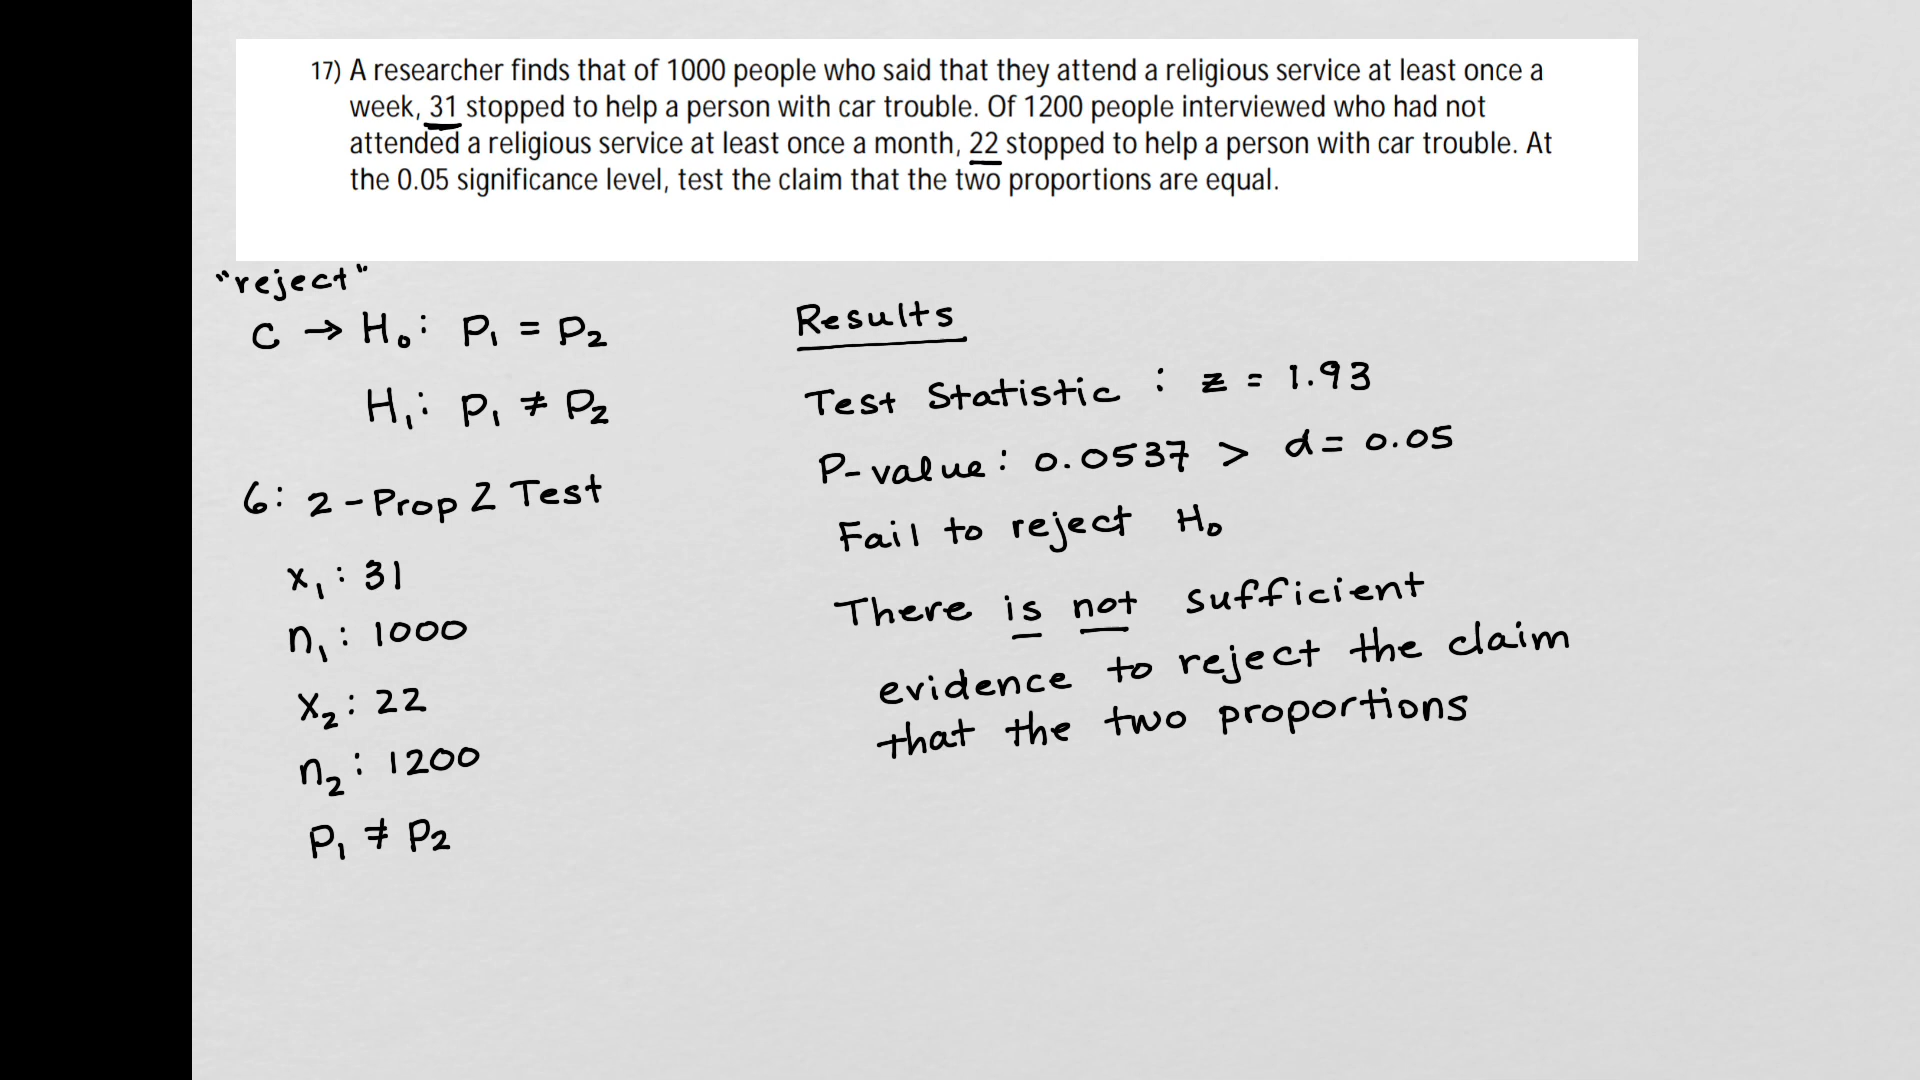 17) A researcher finds that of 1000 people who said that they attend a religious service at least once a
week, 31 stopped to help a person with car trouble. Of 1200 people interviewed who had not
attended a religious service at least once a month, 22 stopped to help a person with car trouble. At
the 0.05 significance level, test the claim that the two proportions are equal.
"reject"
C → H₀: P₁ = P₂
H₁: P₁ ≠ P₂
6: 2-Prop Z Test
x₁: 31
n₁: 1000
x₂: 22
n₂: 1200
P₁ ≠ P₂
Results
Test Statistic: z = 1.93
P-value: 0.0537 > α = 0.05
Fail to reject H₀
There is not sufficient
evidence to reject the claim
that the two proportions